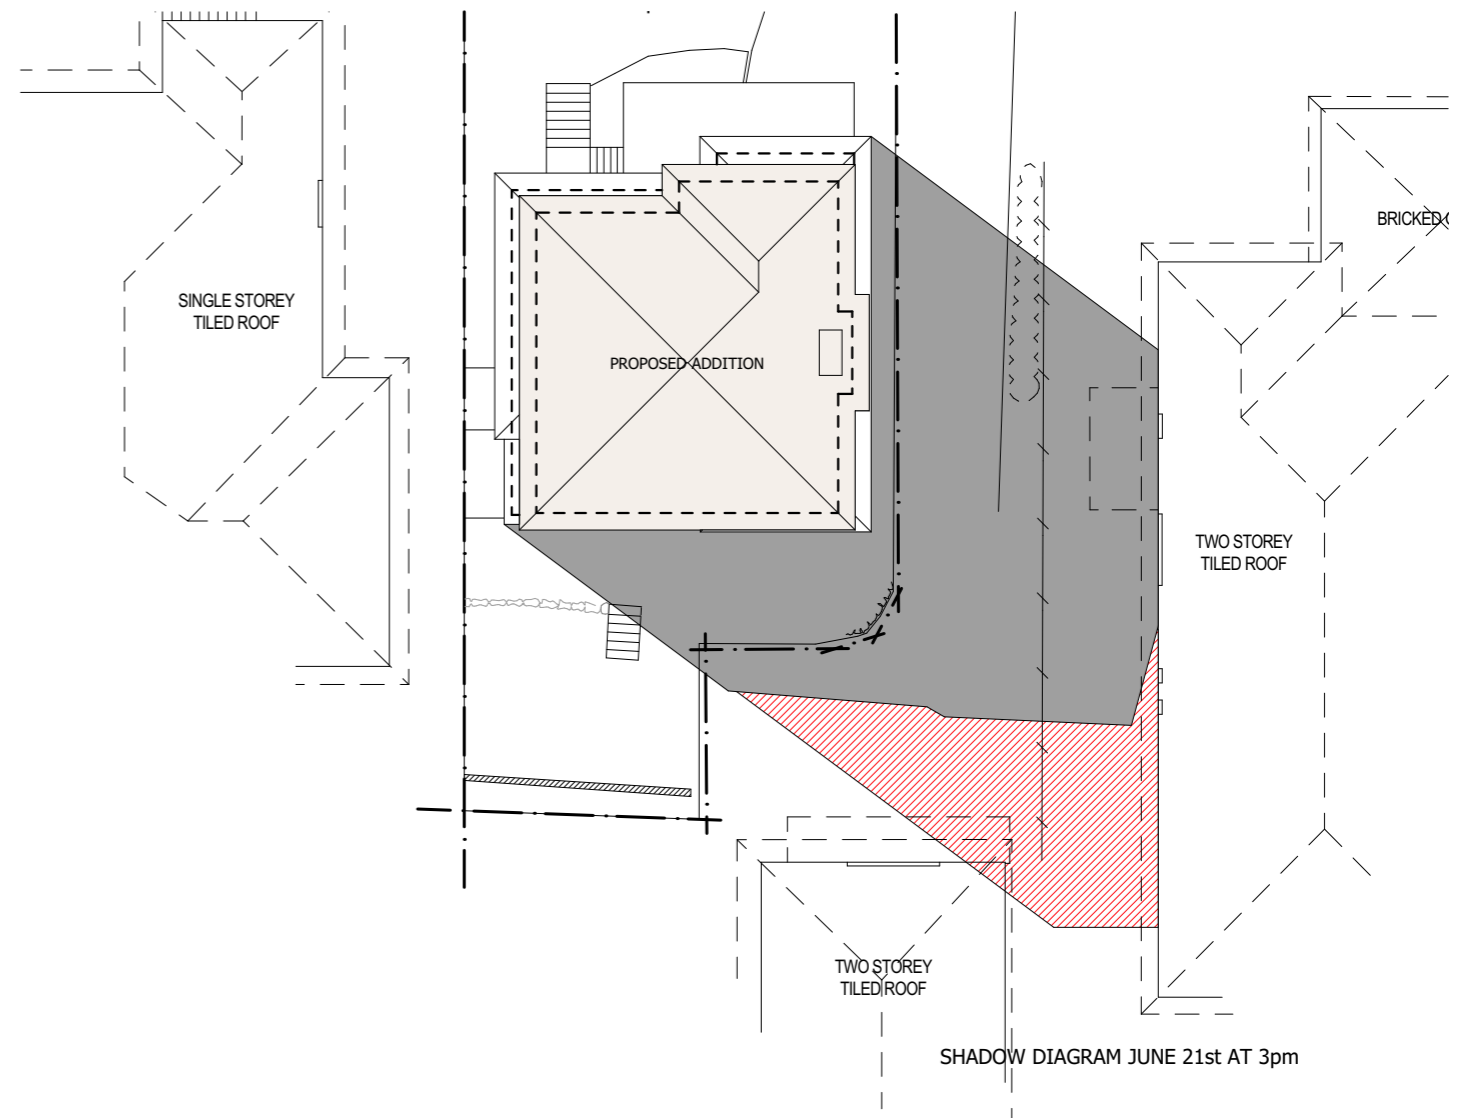 BRICKED
SINGLE STOREY
TILED ROOF
PROPOSED ADDITION
TWO STOREY
TILED ROOF
TWO STOREY
TILED ROOF
SHADOW DIAGRAM JUNE 21st AT 3pm